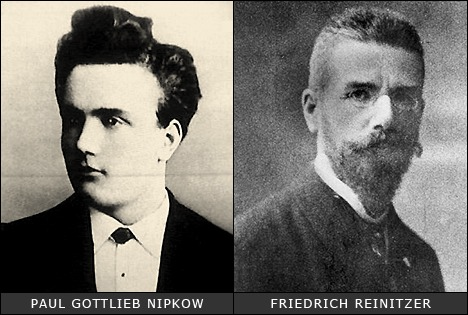 PAUL GOTTLIEB NIPKOW
FRIEDRICH REINITZER